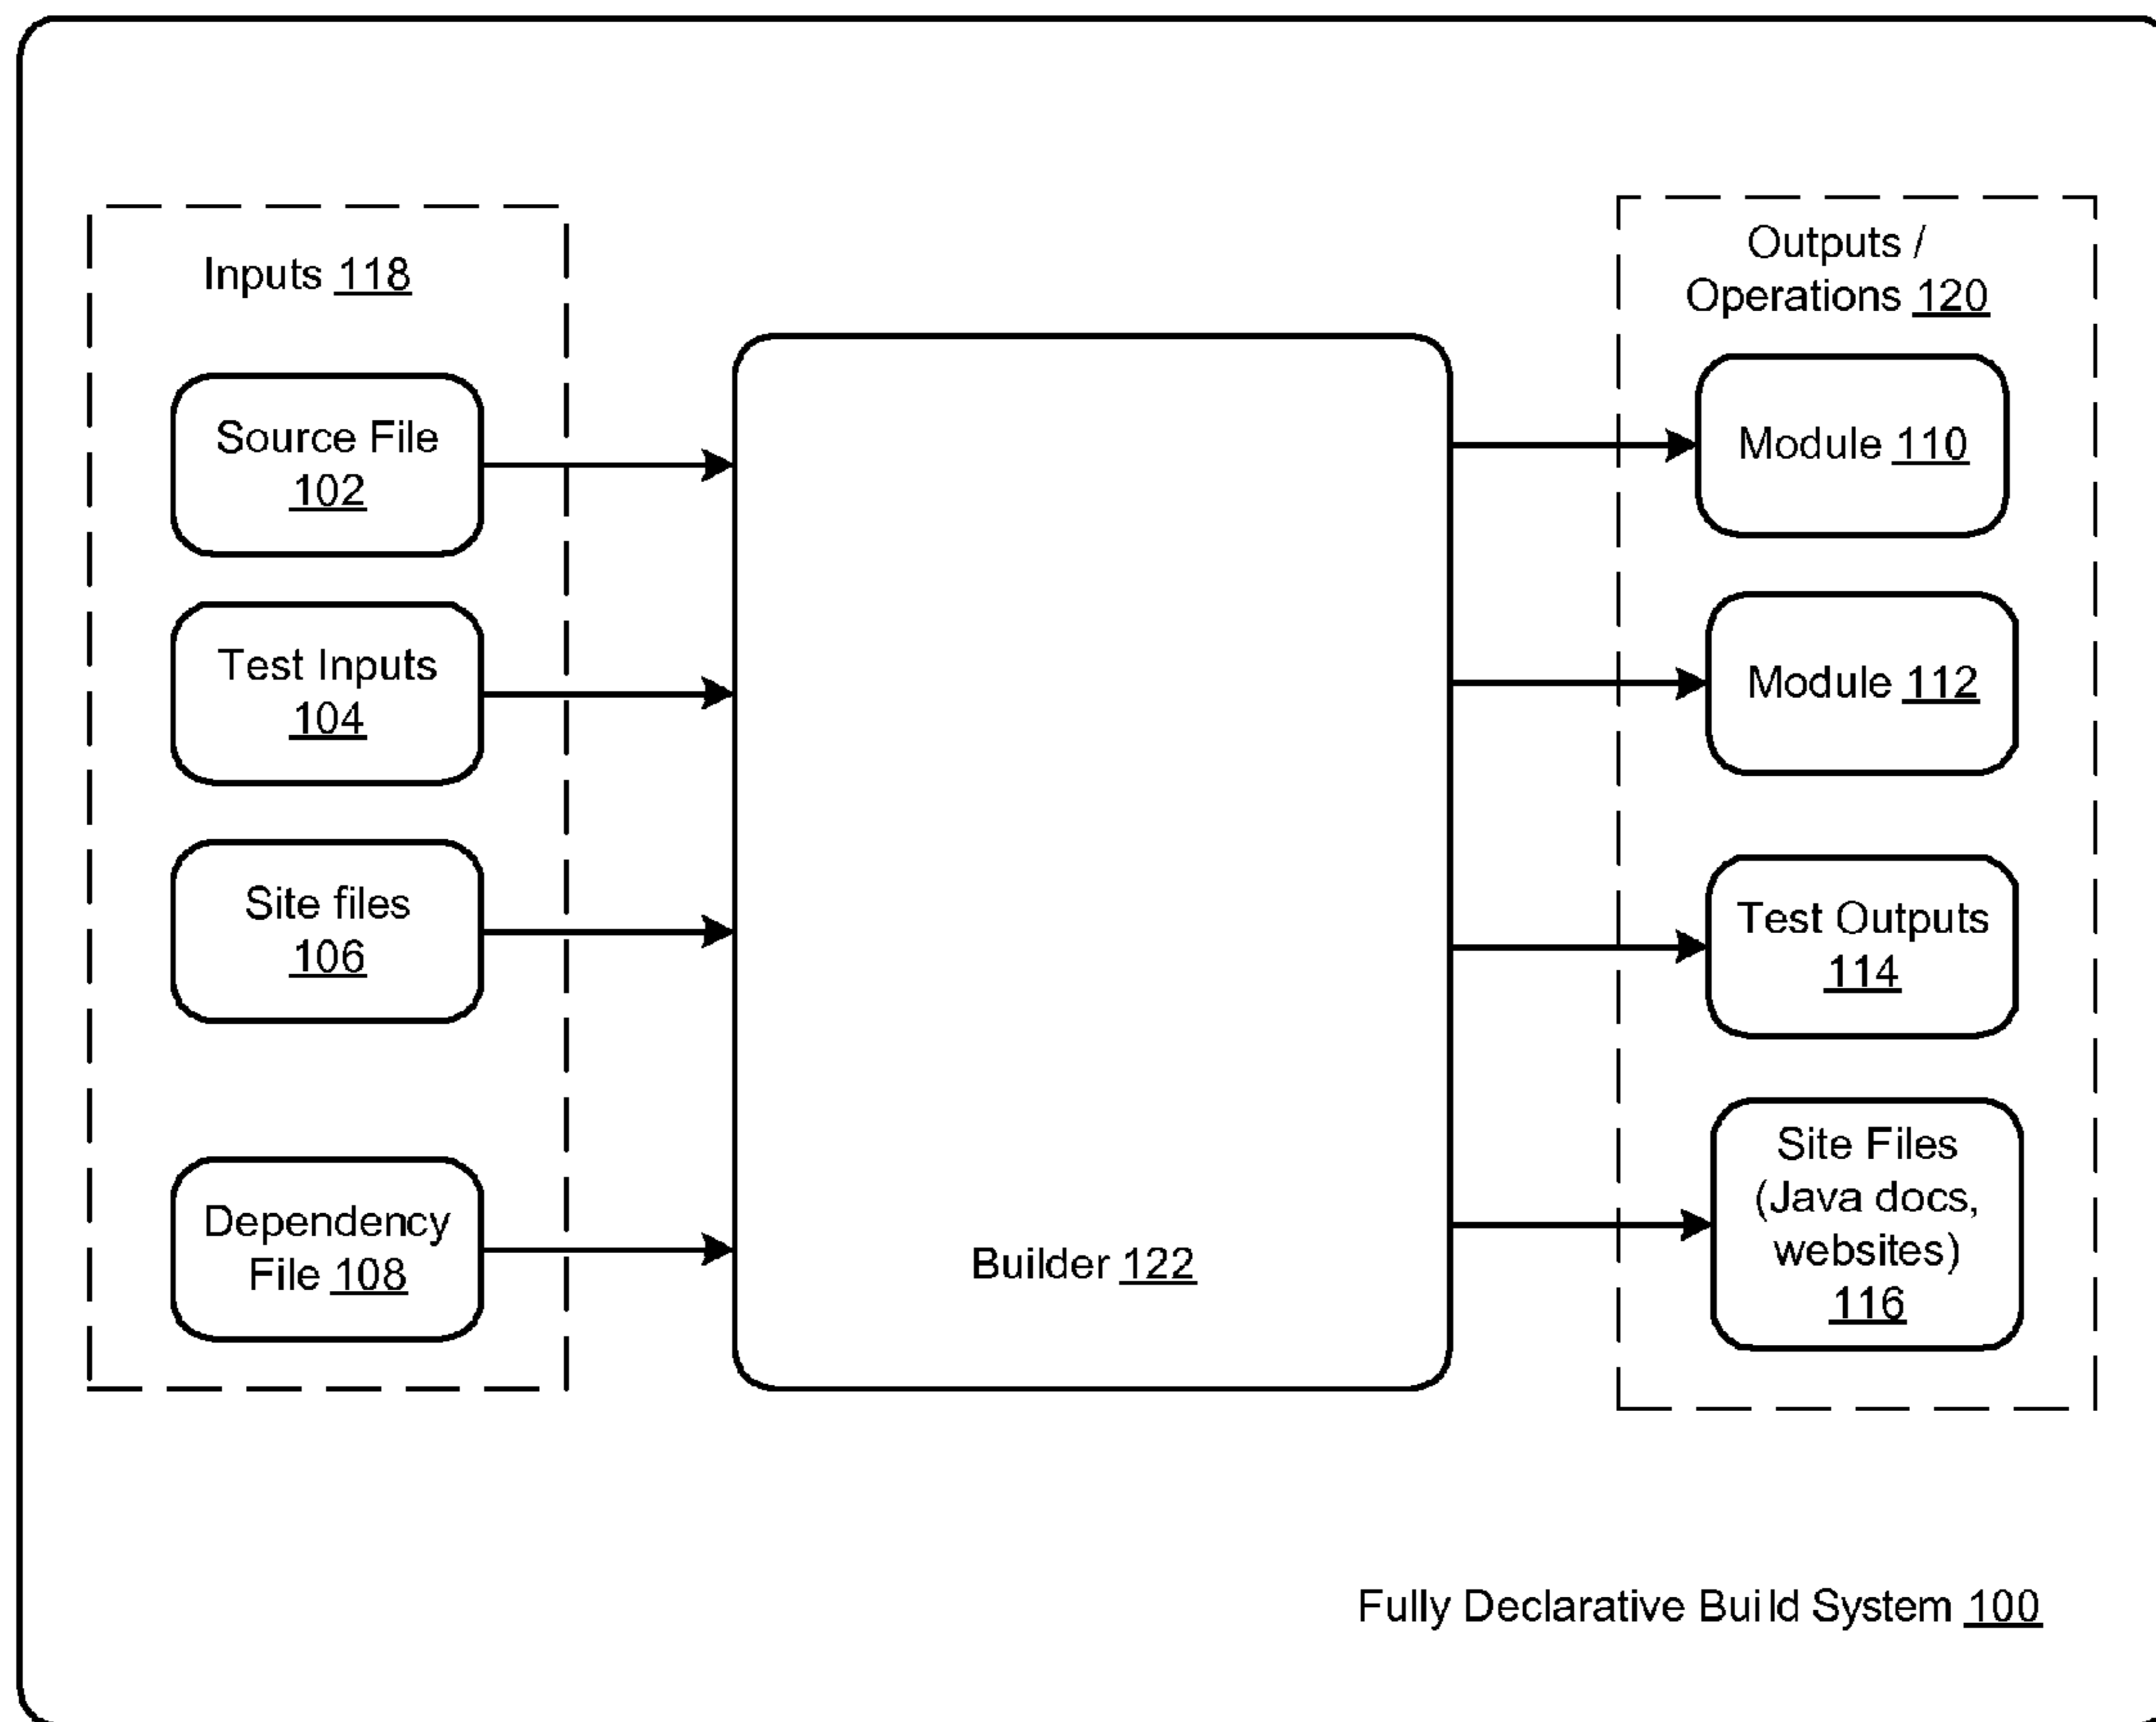 Inputs 118
Source File
102
Test Inputs
104
Site files
106
Dependency
File 108
Builder 122
Outputs /
Operations 120
Module 110
Module 112
Test Outputs
114
Site Files
(Java docs,
websites)
116
Fully Declarative Build System 100